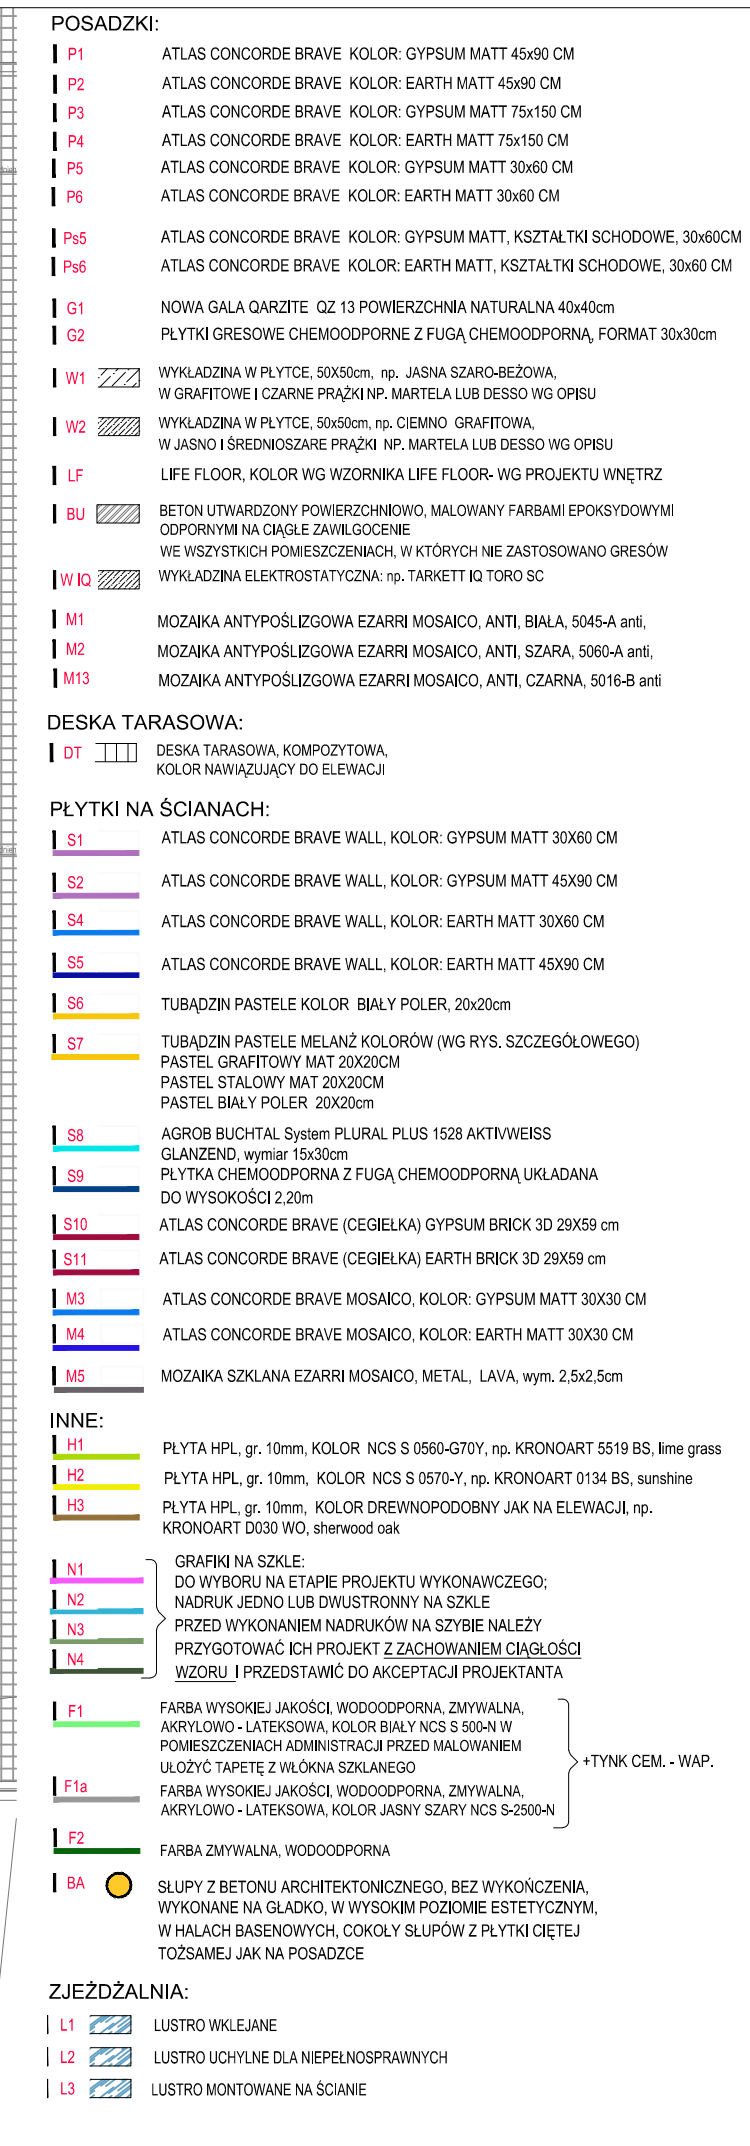 POSADZKI:
P1 ATLAS CONCORDE BRAVE KOLOR: GYPSUM MATT 45x90 CM
P2 ATLAS CONCORDE BRAVE KOLOR: EARTH MATT 45x90 CM
P3 ATLAS CONCORDE BRAVE KOLOR: GYPSUM MATT 75x150 CM
P4 ATLAS CONCORDE BRAVE KOLOR: EARTH MATT 75x150 CM
P5 ATLAS CONCORDE BRAVE KOLOR: GYPSUM MATT 30x60 CM
P6 ATLAS CONCORDE BRAVE KOLOR: EARTH MATT 30x60 CM
Ps5 ATLAS CONCORDE BRAVE KOLOR: GYPSUM MATT, KSZTAŁTKI SCHODOWE, 30x60CM
Ps6 ATLAS CONCORDE BRAVE KOLOR: EARTH MATT, KSZTAŁTKI SCHODOWE, 30x60 CM
G1 NOWA GALA QARZITE QZ 13 POWIERZCHNIA NATURALNA 40x40cm
G2 PŁYTKI GRESOWE CHEMOODPORNE Z FUGĄ CHEMOODPORNĄ, FORMAT 30x30cm
W1 WYKŁADZINA W PŁYTCE, 50X50cm, np. JASNA SZARO-BEŻOWA,
W GRAFITOWE I CZARNE PRĄŻKI NP. MARTELA LUB DESSO WG OPISU
W2 WYKŁADZINA W PŁYTCE, 50x50cm, np. CIEMNO GRAFITOWA,
W JASNO I ŚREDNIOSZARE PRĄŻKI NP. MARTELA LUB DESSO WG OPISU
LF LIFE FLOOR, KOLOR WG WZORNIKA LIFE FLOOR- WG PROJEKTU WNĘTRZ
BU BETON UTWARDZONY POWIERZCHNIOWO, MALOWANY FARBAMI EPOKSYDOWYMI
ODPORNYMI NA CIĄGŁE ZAWILGOCENIE
WE WSZYSTKICH POMIESZCZENIACH, W KTÓRYCH NIE ZASTOSOWANO GRESÓW
W IQ WYKŁADZINA ELEKTROSTATYCZNA: np. TARKETT IQ TORO SC
M1 MOZAIKA ANTYPOŚLIZGOWA EZARRI MOSAICO, ANTI, BIAŁA, 5045-A anti,
M2 MOZAIKA ANTYPOŚLIZGOWA EZARRI MOSAICO, ANTI, SZARA, 5060-A anti,
M13 MOZAIKA ANTYPOŚLIZGOWA EZARRI MOSAICO, ANTI, CZARNA, 5016-B anti
DESKA TARASOWA:
DT DESKA TARASOWA, KOMPOZYTOWA,
KOLOR NAWIĄZUJĄCY DO ELEWACJI
PŁYTKI NA ŚCIANACH:
S1 ATLAS CONCORDE BRAVE WALL, KOLOR: GYPSUM MATT 30X60 CM
S2 ATLAS CONCORDE BRAVE WALL, KOLOR: GYPSUM MATT 45X90 CM
S4 ATLAS CONCORDE BRAVE WALL, KOLOR: EARTH MATT 30X60 CM
S5 ATLAS CONCORDE BRAVE WALL, KOLOR: EARTH MATT 45X90 CM
S6 TUBĄDZIN PASTELE KOLOR BIAŁY POLER, 20x20cm
S7 TUBĄDZIN PASTELE MELANŻ KOLORÓW (WG RYS. SZCZEGÓŁOWEGO)
PASTEL GRAFITOWY MAT 20X20CM
PASTEL STALOWY MAT 20X20CM
PASTEL BIAŁY POLER 20X20cm
S8 AGROB BUCHTAL System PLURAL PLUS 1528 AKTIVWEISS
GLANZEND, wymiar 15x30cm
S9 PŁYTKA CHEMOODPORNA Z FUGĄ CHEMOODPORNĄ UKŁADANA
DO WYSOKOŚCI 2,20m
S10 ATLAS CONCORDE BRAVE (CEGIEŁKA) GYPSUM BRICK 3D 29X59 cm
S11 ATLAS CONCORDE BRAVE (CEGIEŁKA) EARTH BRICK 3D 29X59 cm
M3 ATLAS CONCORDE BRAVE MOSAICO, KOLOR: GYPSUM MATT 30X30 CM
M4 ATLAS CONCORDE BRAVE MOSAICO, KOLOR: EARTH MATT 30X30 CM
M5 MOZAIKA SZKLANA EZARRI MOSAICO, METAL, LAVA, wym. 2,5x2,5cm
INNE:
H1 PŁYTA HPL, gr. 10mm, KOLOR NCS S 0560-G70Y, np. KRONOART 5519 BS, lime grass
H2 PŁYTA HPL, gr. 10mm, KOLOR NCS S 0570-Y, np. KRONOART 0134 BS, sunshine
H3 PŁYTA HPL, gr. 10mm, KOLOR DREWNOPODOBNY JAK NA ELEWACJI, np.
KRONOART D030 WO, sherwood oak
GRAFIKI NA SZKLE:
N1 DO WYBORU NA ETAPIE PROJEKTU WYKONAWCZEGO;
N2 NADRUK JEDNO LUB DWUSTRONNY NA SZKLE
N3 PRZED WYKONANIEM NADRUKÓW NA SZYBIE NALEŻY
PRZYGOTOWAĆ ICH PROJEKT Z ZACHOWANIEM CIĄGŁOŚCI
N4 WZORU I PRZEDSTAWIĆ DO AKCEPTACJI PROJEKTANTA
F1 FARBA WYSOKIEJ JAKOŚCI, WODOODPORNA, ZMYWALNA,
AKRYLOWO - LATEKSOWA, KOLOR BIAŁY NCS S 500-N W
POMIESZCZENIACH ADMINISTRACJI PRZED MALOWANIEM
UŁOŻYĆ TAPETĘ Z WŁÓKNA SZKLANEGO
+TYNK CEM. - WAP.
F1a FARBA WYSOKIEJ JAKOŚCI, WODOODPORNA, ZMYWALNA,
AKRYLOWO - LATEKSOWA, KOLOR JASNY SZARY NCS S-2500-N
F2 FARBA ZMYWALNA, WODOODPORNA
BA SŁUPY Z BETONU ARCHITEKTONICZNEGO, BEZ WYKOŃCZENIA,
WYKONANE NA GŁADKO, W WYSOKIM POZIOMIE ESTETYCZNYM,
W HALACH BASENOWYCH, COKOŁY SŁUPÓW Z PŁYTKI CIĘTEJ
TOŻSAMEJ JAK NA POSADZCE
ZJEŻDŻALNIA:
L1 LUSTRO WKLEJANE
L2 LUSTRO UCHYLNE DLA NIEPEŁNOSPRAWNYCH
L3 LUSTRO MONTOWANE NA ŚCIANIE